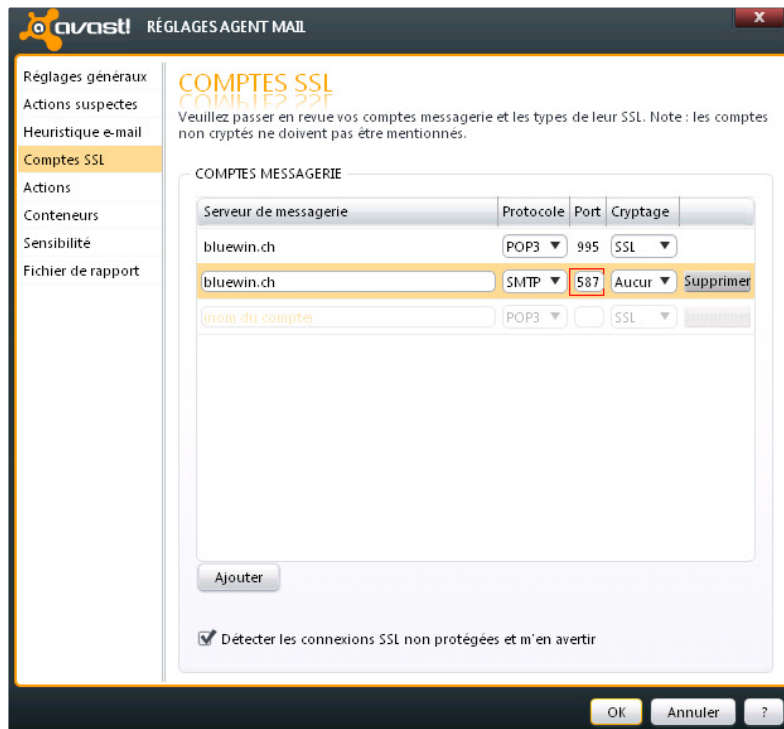 avast! RÉGLAGES AGENT MAIL
x
Réglages généraux
Actions suspectes
Heuristique e-mail
Comptes SSL
Actions
Conteneurs
Sensibilité
Fichier de rapport
COMPTES SSL
Veuillez passer en revue vos comptes messagerie et les types de leur SSL. Note : les comptes
non cryptés ne doivent pas être mentionnés.
COMPTES MESSAGERIE
Serveur de messagerie Protocole Port Cryptage
bluewin.ch POP3 995 SSL
bluewin.ch SMTP 587 Aucur Supprimer
(nom du compte) POP3 SSL Supprimer
Ajouter
Détecter les connexions SSL non protégées et m'en avertir
OK Annuler ?